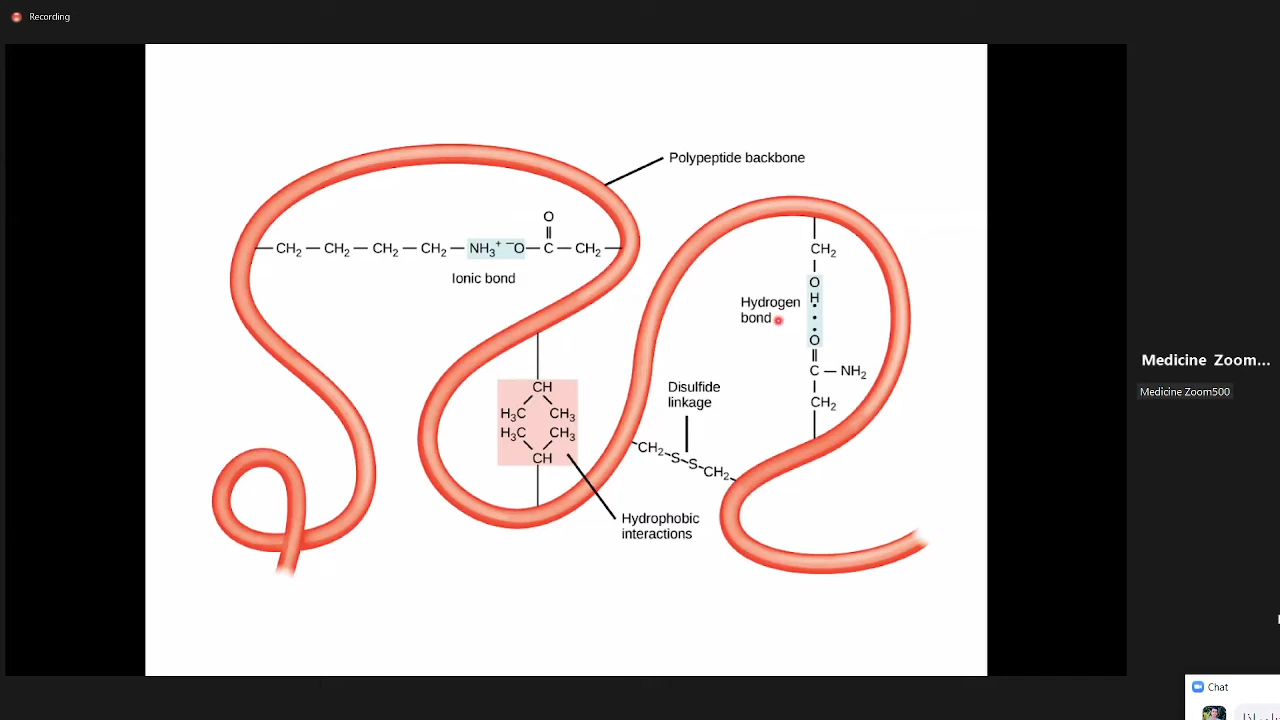 Recording
Polypeptide backbone
O
CH₂ — CH₂ — CH₂ — CH₂ — NH₃⁺ ⁻O — C — CH₂
Ionic bond
CH₂
O
H
Hydrogen
bond
O
C — NH₂
CH₂
CH
H₃C CH₃
H₃C CH₃
CH
Disulfide
linkage
CH₂
S
S
CH₂
Hydrophobic
interactions
Medicine Zoom...
Medicine Zoom500
Chat